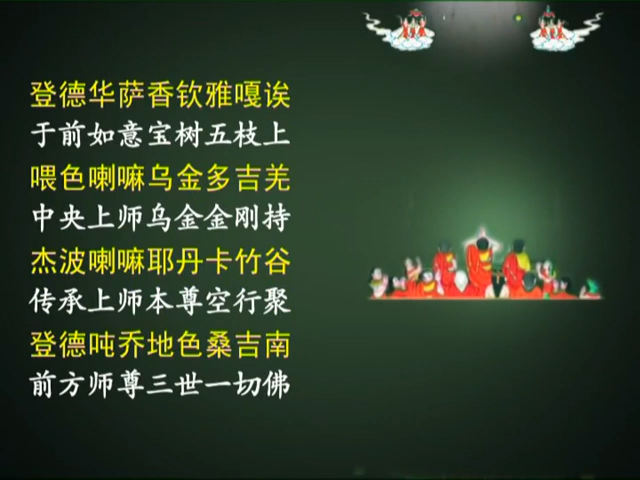 登德华萨香钦雅嘎诶
于前如意宝树五枝上
喂色喇嘛乌金多吉羌
中央上师乌金金刚持
杰波喇嘛耶丹卡竹谷
传承上师本尊空行聚
登德吨乔地色桑吉南
前方师尊三世一切佛